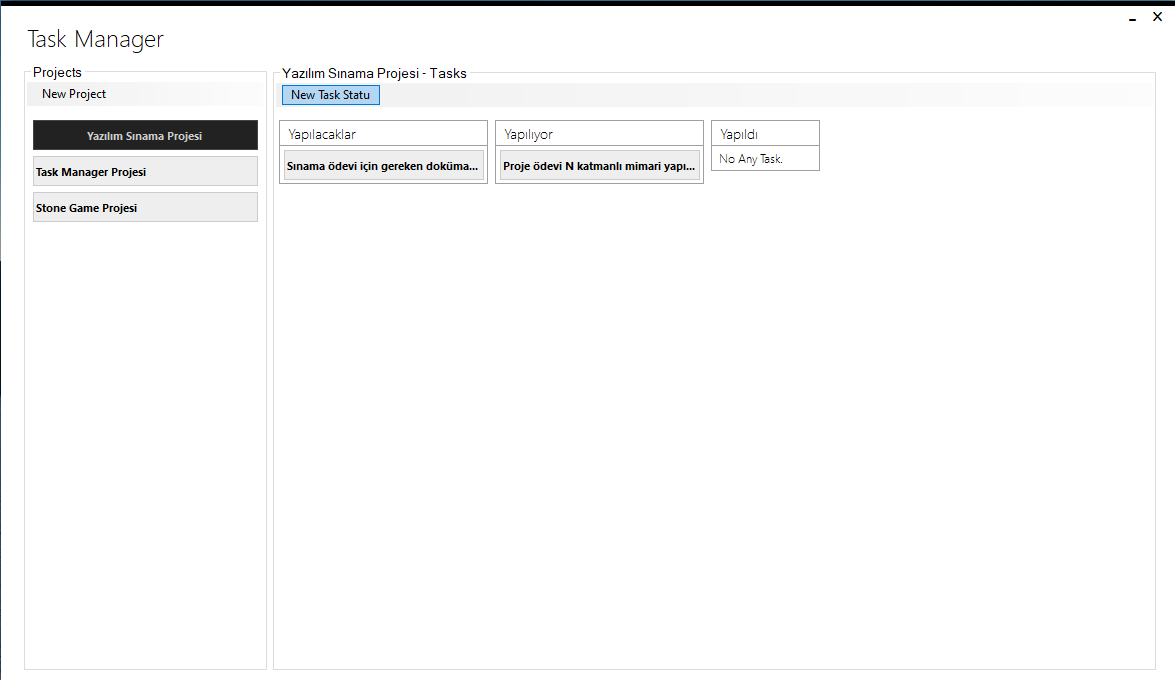 Task Manager
Projects
New Project
Yazılım Sınama Projesi
Task Manager Projesi
Stone Game Projesi
Yazılım Sınama Projesi - Tasks
New Task Statu
Yapılacaklar
Sınama ödevi için gereken doküma...
Yapılıyor
Proje ödevi N katmanlı mimari yapı...
Yapıldı
No Any Task.